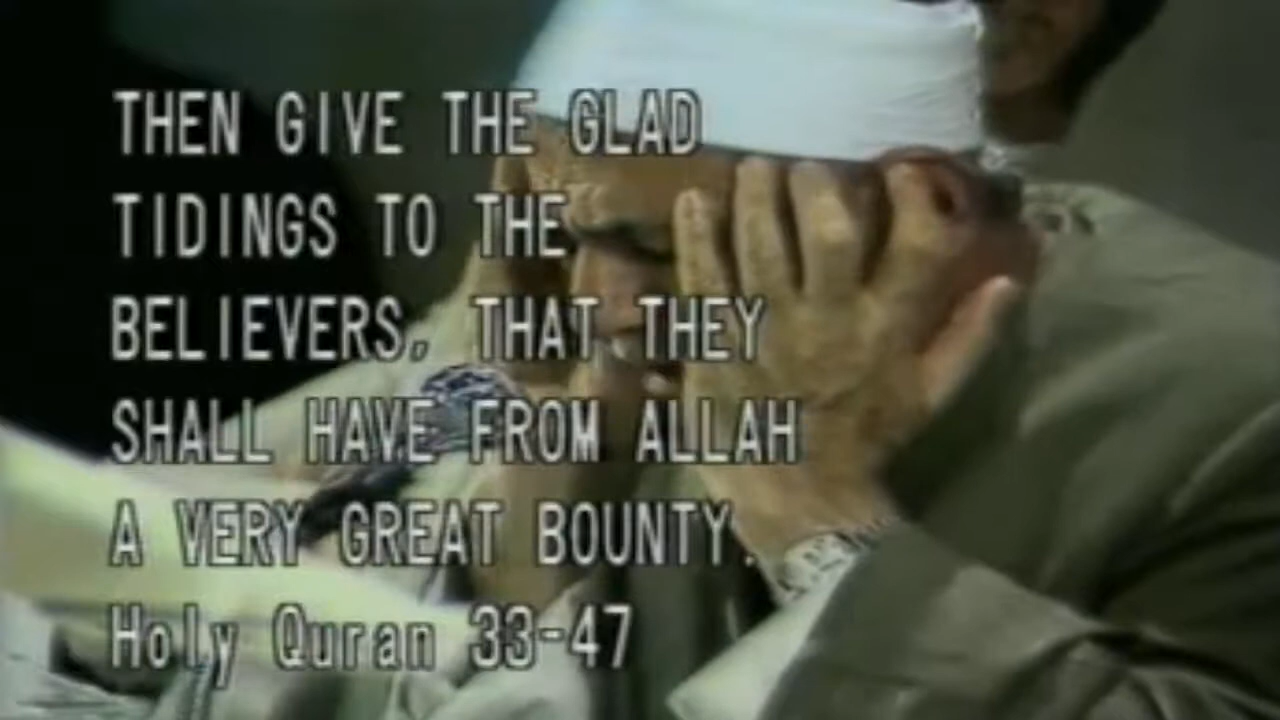 THEN GIVE THE GLAD
TIDINGS TO THE
BELIEVERS, THAT THEY
SHALL HAVE FROM ALLAH
A VERY GREAT BOUNTY.
Holy Quran 33-47